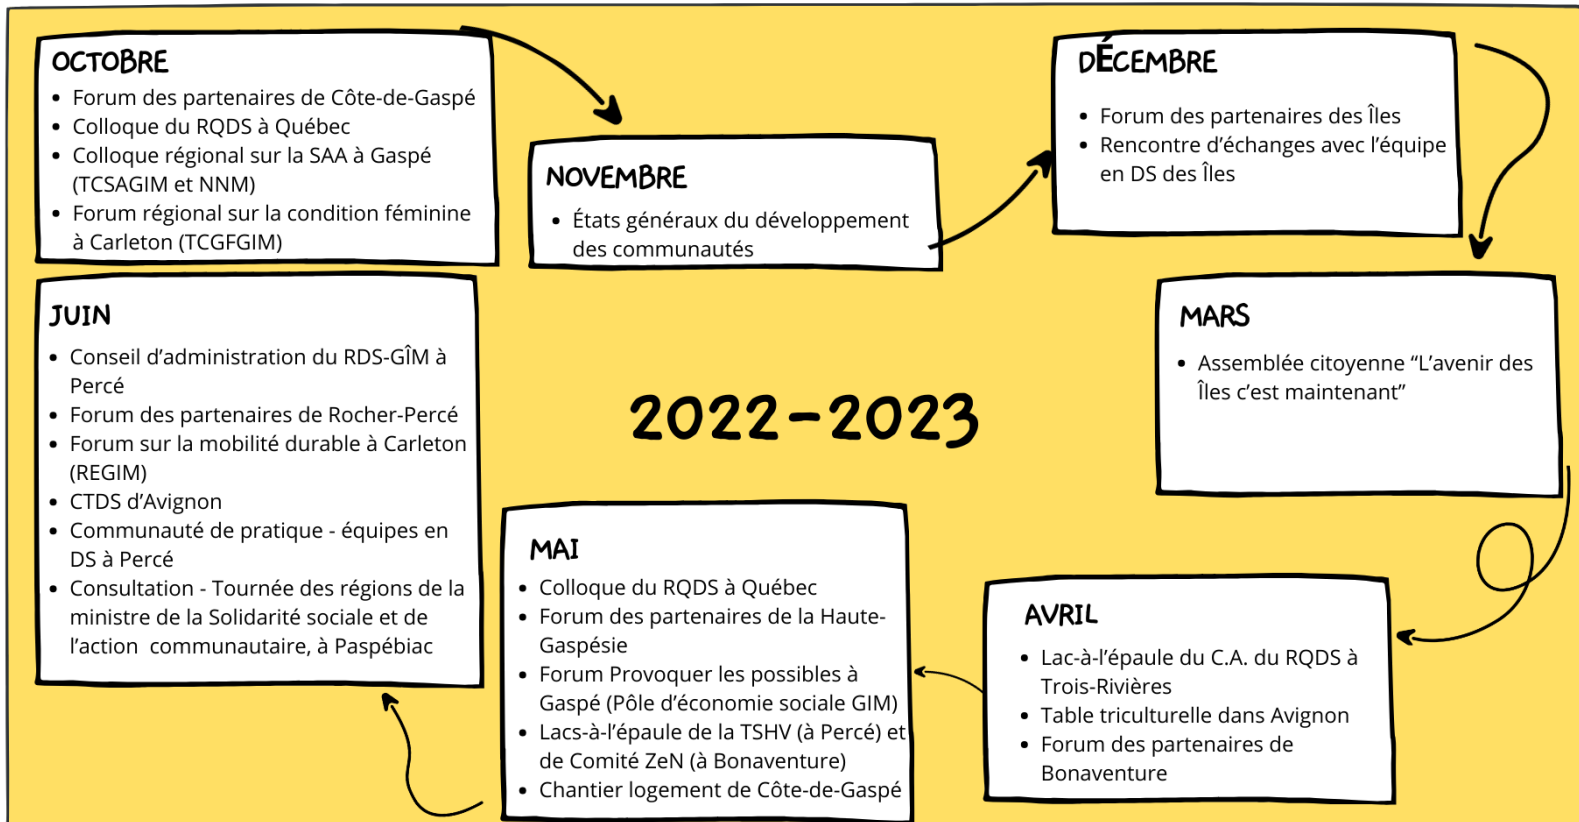 OCTOBRE
• Forum des partenaires de Côte-de-Gaspé
• Colloque du RQDS à Québec
• Colloque régional sur la SAA à Gaspé
(TCSAGIM et NNM)
• Forum régional sur la condition féminine
à Carleton (TCGFGIM)
NOVEMBRE
• États généraux du développement
des communautés
DÉCEMBRE
• Forum des partenaires des Îles
• Rencontre d'échanges avec l'équipe
en DS des Îles
MARS
• Assemblée citoyenne “L'avenir des
Îles c'est maintenant”
2022-2023
AVRIL
• Lac-à-l'épaule du C.A. du RQDS à
Trois-Rivières
• Table triculturelle dans Avignon
• Forum des partenaires de
Bonaventure
MAI
• Colloque du RQDS à Québec
• Forum des partenaires de la Haute-
Gaspésie
• Forum Provoquer les possibles à
Gaspé (Pôle d'économie sociale GIM)
• Lacs-à-l'épaule de la TSHV (à Percé) et
de Comité ZeN (à Bonaventure)
• Chantier logement de Côte-de-Gaspé
JUIN
• Conseil d'administration du RDS-GÎM à
Percé
• Forum des partenaires de Rocher-Percé
• Forum sur la mobilité durable à Carleton
(REGIM)
• CTDS d'Avignon
• Communauté de pratique - équipes en
DS à Percé
• Consultation - Tournée des régions de la
ministre de la Solidarité sociale et de
l'action  communautaire, à Paspébiac